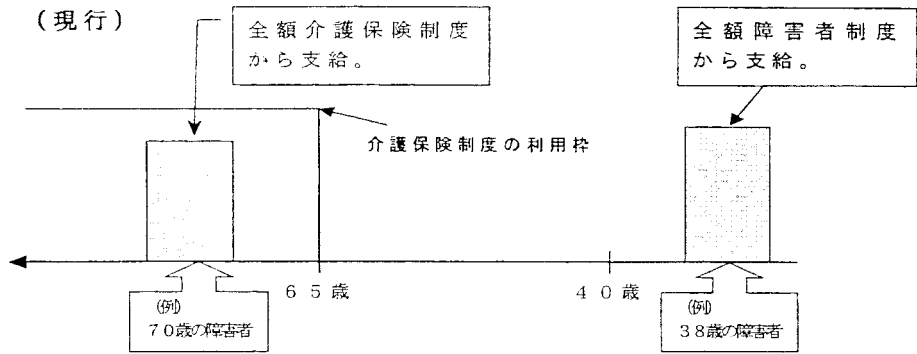 (現行)
全額介護保険制度
から支給。
全額障害者制度
から支給。
介護保険制度の利用枠
65歳
40歳
(例)
70歳の障害者
(例)
38歳の障害者